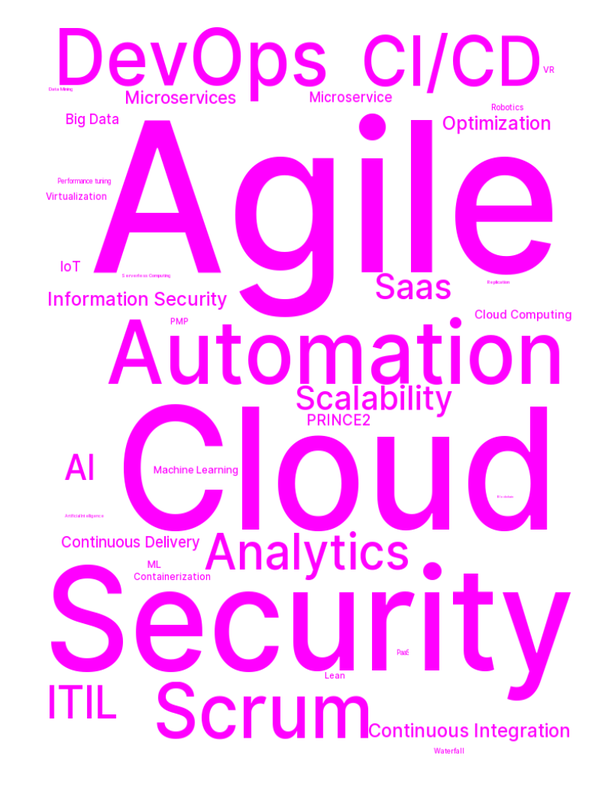 DevOps
CI/CD
VR
Data Mining
Microservices
Microservice
Robotics
Big Data
Optimization
Agile
Performance tuning
Virtualization
IoT
Serverless Computing
Saas
Information Security
Cloud Computing
PMP
Automation
Scalability
PRINCE2
Cloud
AI
Machine Learning
Artificial Intelligence
Continuous Delivery
Analytics
ML
Containerization
Security
PaaS
Lean
ITIL
Scrum
Continuous Integration
Waterfall